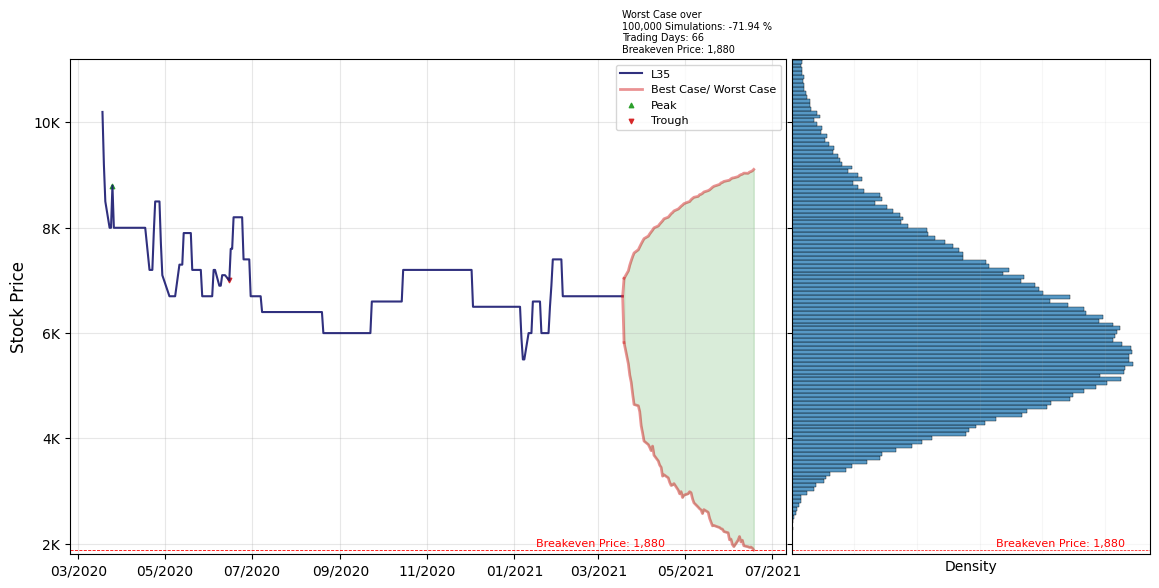 Worst Case over
100,000 Simulations: -71.94 %
Trading Days: 66
Breakeven Price: 1,880
L35
Best Case/ Worst Case
Peak
Trough
Stock Price
10K
8K
6K
4K
2K
Breakeven Price: 1,880
Breakeven Price: 1,880
03/2020 05/2020 07/2020 09/2020 11/2020 01/2021 03/2021 05/2021 07/2021
Density